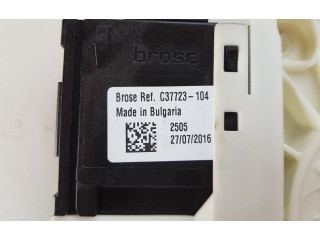 brose
Brose Ref. C37723-104
Made in Bulgaria
2505
27/07/2016